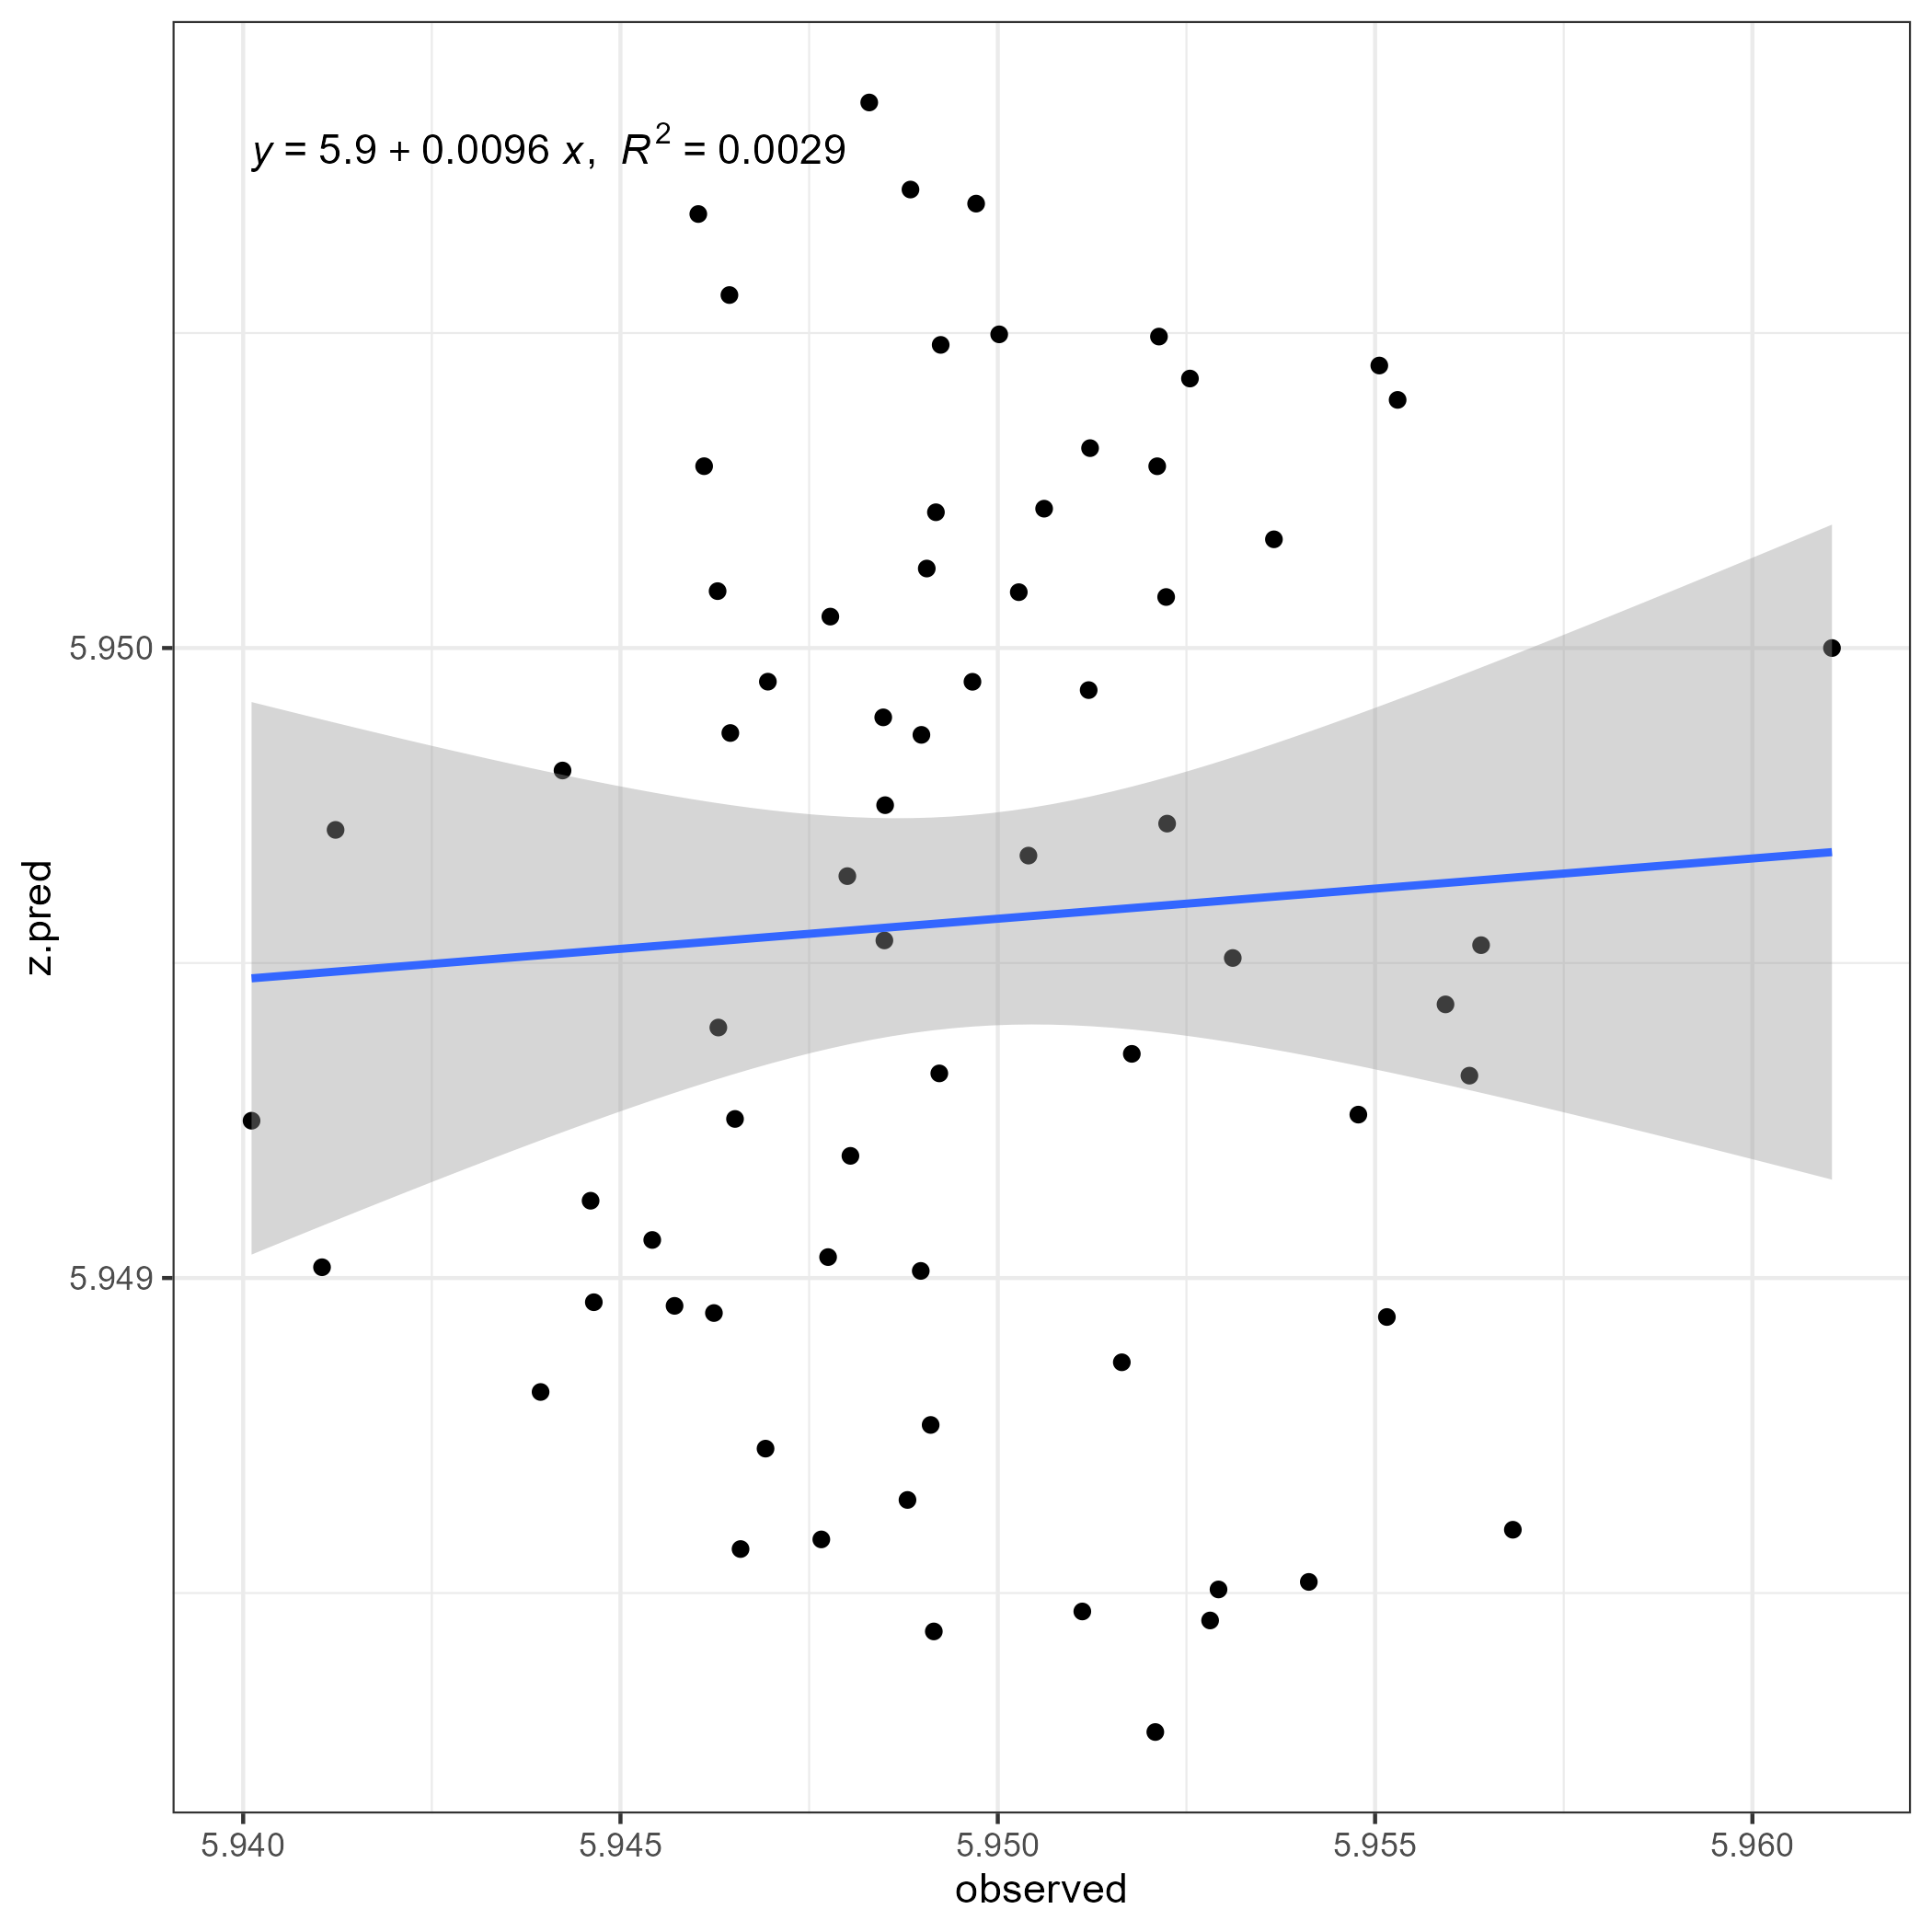 y = 5.9 + 0.0096 x, R² = 0.0029
z.pred
5.950
5.949
5.940 5.945 5.950 5.955 5.960
observed